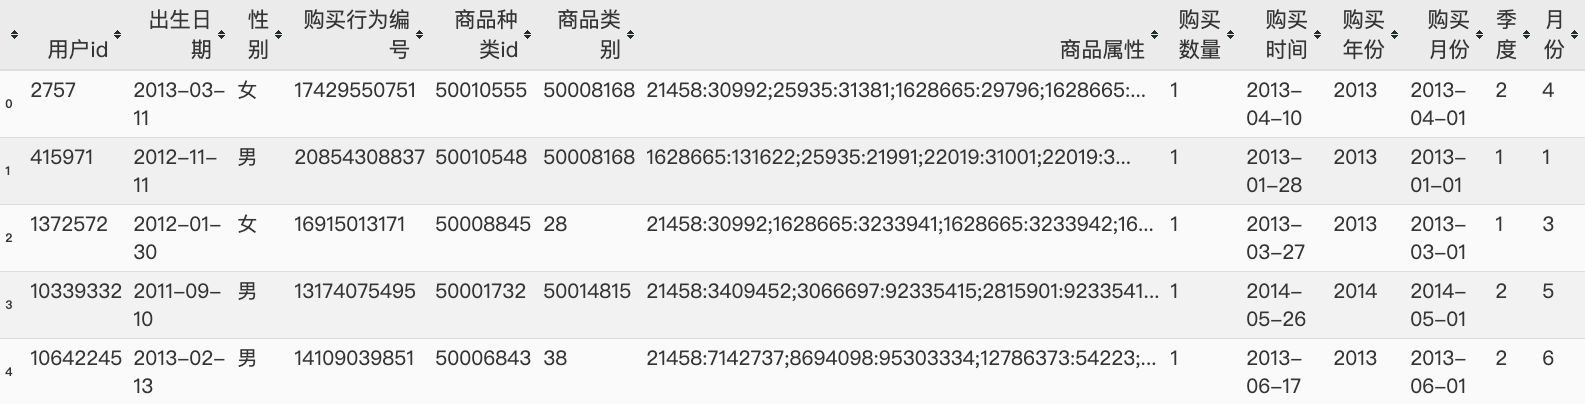 用户id 出生日期 性别 购买行为编号 商品种类id 商品类别 商品属性 购买数量 购买时间 购买年份 购买月份 季度 月份
0 2757 2013-03-11 女 17429550751 50010555 50008168 21458:30992;25935:31381;1628665:29796;1628665:... 1 2013-04-10 2013 2013-04-01 2 4
1 415971 2012-11-11 男 20854308837 50010548 50008168 1628665:131622;25935:21991;22019:31001;22019:3... 1 2013-01-28 2013 2013-01-01 1 1
2 1372572 2012-01-30 女 16915013171 50008845 28 21458:30992;1628665:3233941;1628665:3233942;16... 1 2013-03-27 2013 2013-03-01 1 3
3 10339332 2011-09-10 男 13174075495 50001732 50014815 21458:3409452;3066697:92335415;2815901:9233541... 1 2014-05-26 2014 2014-05-01 2 5
4 10642245 2013-02-13 男 14109039851 50006843 38 21458:7142737;8694098:95303334;12786373:54223;... 1 2013-06-17 2013 2013-06-01 2 6